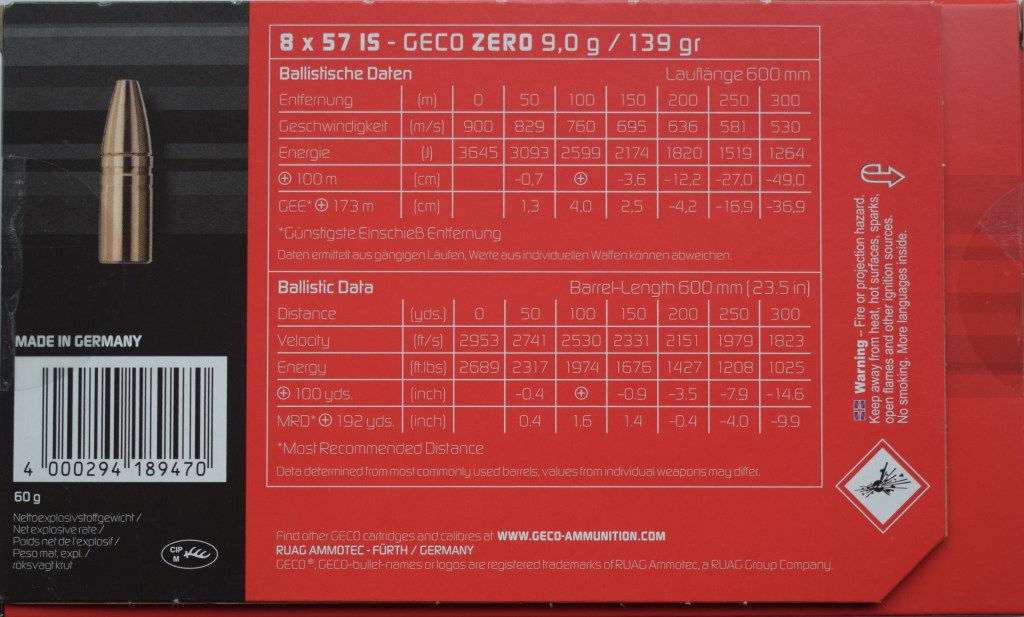 8 x 57 IS - GECO ZERO 9,0 g / 139 gr
Ballistische Daten Lauflänge 600 mm
Entfernung (m) 0 50 100 150 200 250 300
Geschwindigkeit (m/s) 900 829 760 695 636 581 530
Energie (J) 3645 3093 2599 2174 1820 1519 1264
⊕ 100 m (cm) -0,7 ⊕ -3,6 -12,2 -27,0 -49,0
GEE* ⊕ 173 m (cm) 1,3 4,0 2,5 -4,2 -16,9 -36,9
*Günstigste Einschieß Entfernung
Daten ermittelt aus gängigen Läufen, Werte aus individuellen Waffen können abweichen.
Ballistic Data Barrel-Length 600 mm (23.5 in)
Distance (yds.) 0 50 100 150 200 250 300
Velocity (ft/s) 2953 2741 2530 2331 2151 1979 1823
Energy (ft.lbs) 2689 2317 1974 1676 1427 1208 1025
⊕ 100 yds. (inch) -0.4 ⊕ -0.9 -3.5 -7.9 -14.6
MRD* ⊕ 192 yds. (inch) 0.4 1.6 1.4 -0.4 -4.0 -9.9
*Most Recommended Distance
Data determined from most commonly used barrels, values from individual weapons may differ.
Find other GECO cartridges and calibres at WWW.GECO-AMMUNITION.COM
RUAG AMMOTEC - FÜRTH / GERMANY
GECO®, GECO-bullet-names or logos are registered trademarks of RUAG Ammotec, a RUAG Group Company.
MADE IN GERMANY
4 000294 189470
60 g
Nettoexplosivstoffgewicht /
Net explosive rate /
Poids net de l'explosif /
Peso mat. expl. /
röksvagt krut
CIP
M
Warning - Fire or projection hazard.
Keep away from heat, hot surfaces, sparks,
open flames and other ignition sources.
No smoking. More languages inside.